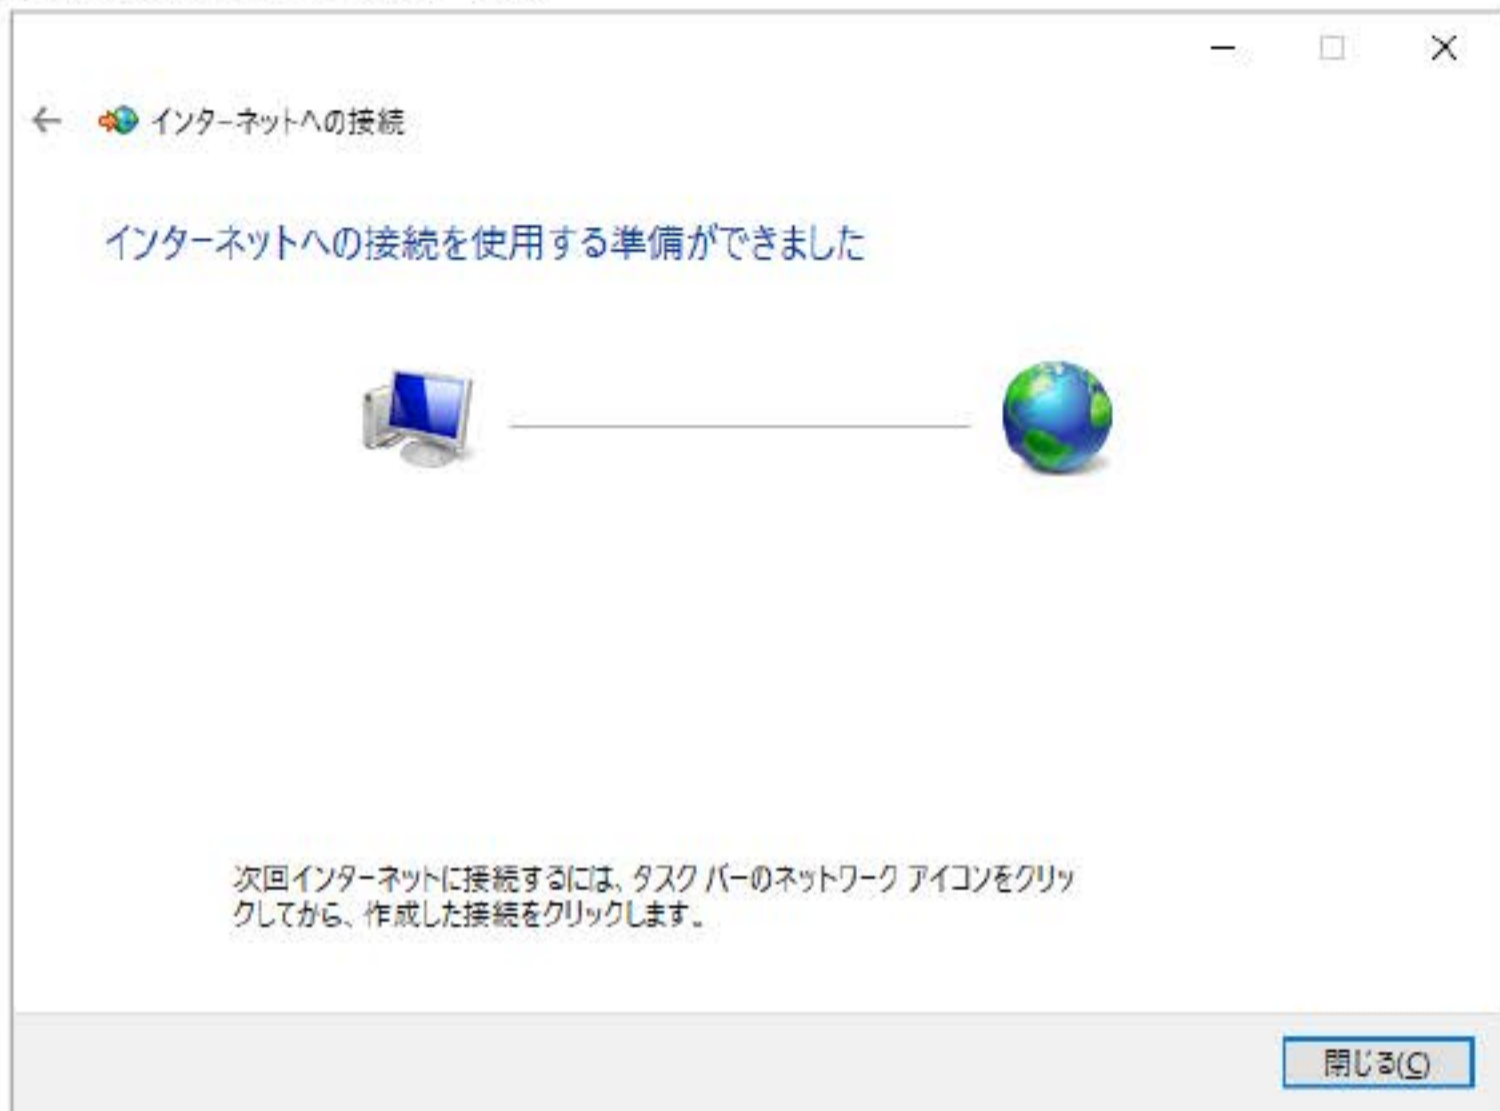 インターネットへの接続
インターネットへの接続を使用する準備ができました
次回インターネットに接続するには、タスク バーのネットワーク アイコンをクリッ
クしてから、作成した接続をクリックします。
閉じる(C)